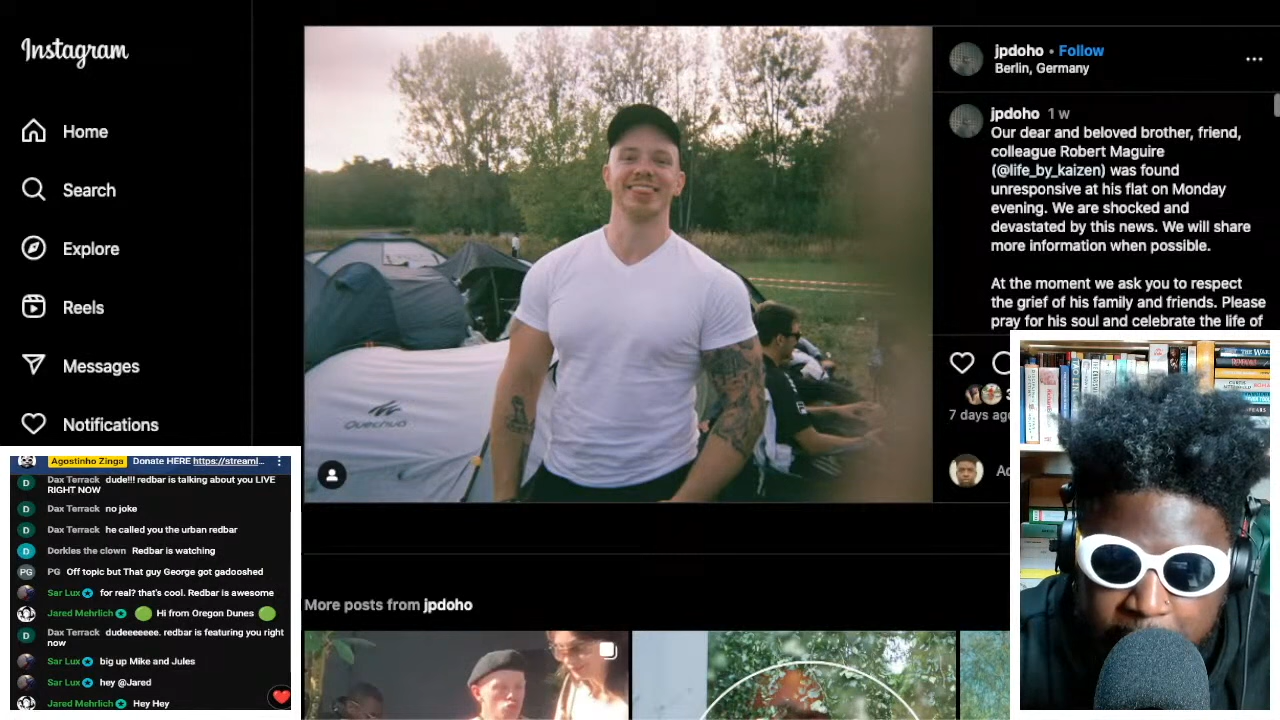 Instagram
Home
Search
Explore
Reels
Messages
Notifications
jpdoho • Follow
Berlin, Germany
jpdoho 1 w
Our dear and beloved brother, friend,
colleague Robert Maguire
(@life_by_kaizen) was found
unresponsive at his flat on Monday
evening. We are shocked and
devastated by this news. We will share
more information when possible.
At the moment we ask you to respect
the grief of his family and friends. Please
pray for his soul and celebrate the life of
7 days ago
Quechua
More posts from jpdoho
Agostinho Zinga Donate HERE https://streaml...
Dax Terrack dude!!! redbar is talking about you LIVE
RIGHT NOW
Dax Terrack no joke
Dax Terrack he called you the urban redbar
Dorkles the clown Redbar is watching
PG PG Off topic but That guy George got gadooshed
Sar Lux for real? that's cool. Redbar is awesome
Jared Mehrlich Hi from Oregon Dunes
Dax Terrack dudeeeeeee. redbar is featuring you right
now
Sar Lux big up Mike and Jules
Sar Lux hey @Jared
Jared Mehrlich Hey Hey